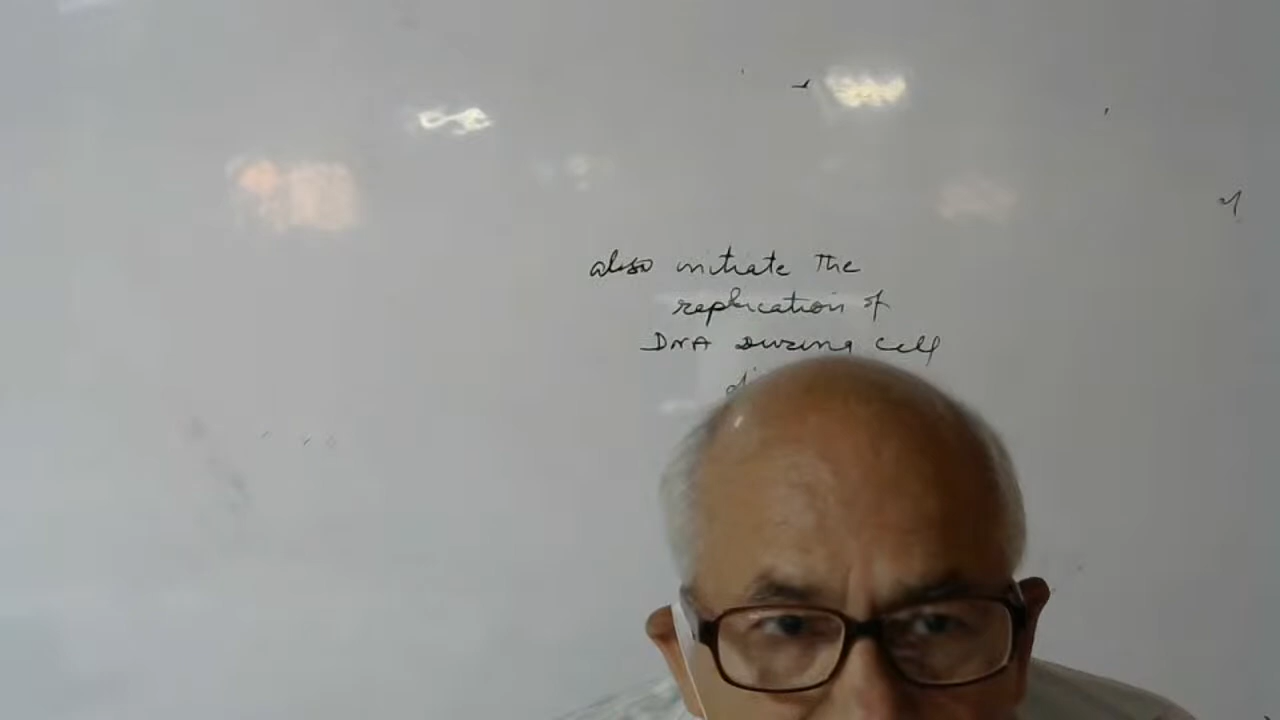 also initiate the
replication of
DNA During cell